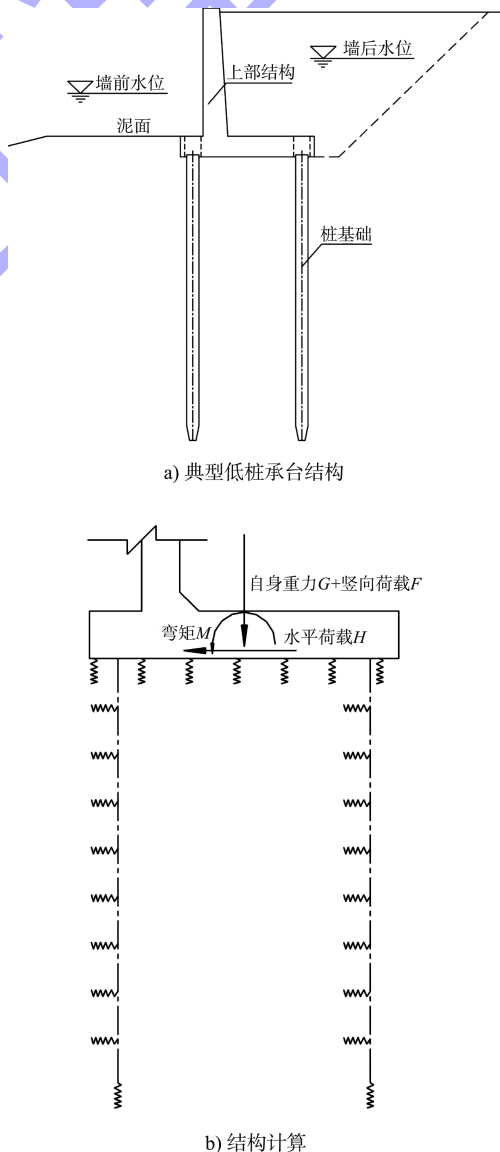 墙后水位
上部结构
墙前水位
泥面
桩基础
a) 典型低桩承台结构
自身重力G+竖向荷载F
弯矩M
水平荷载H
b) 结构计算